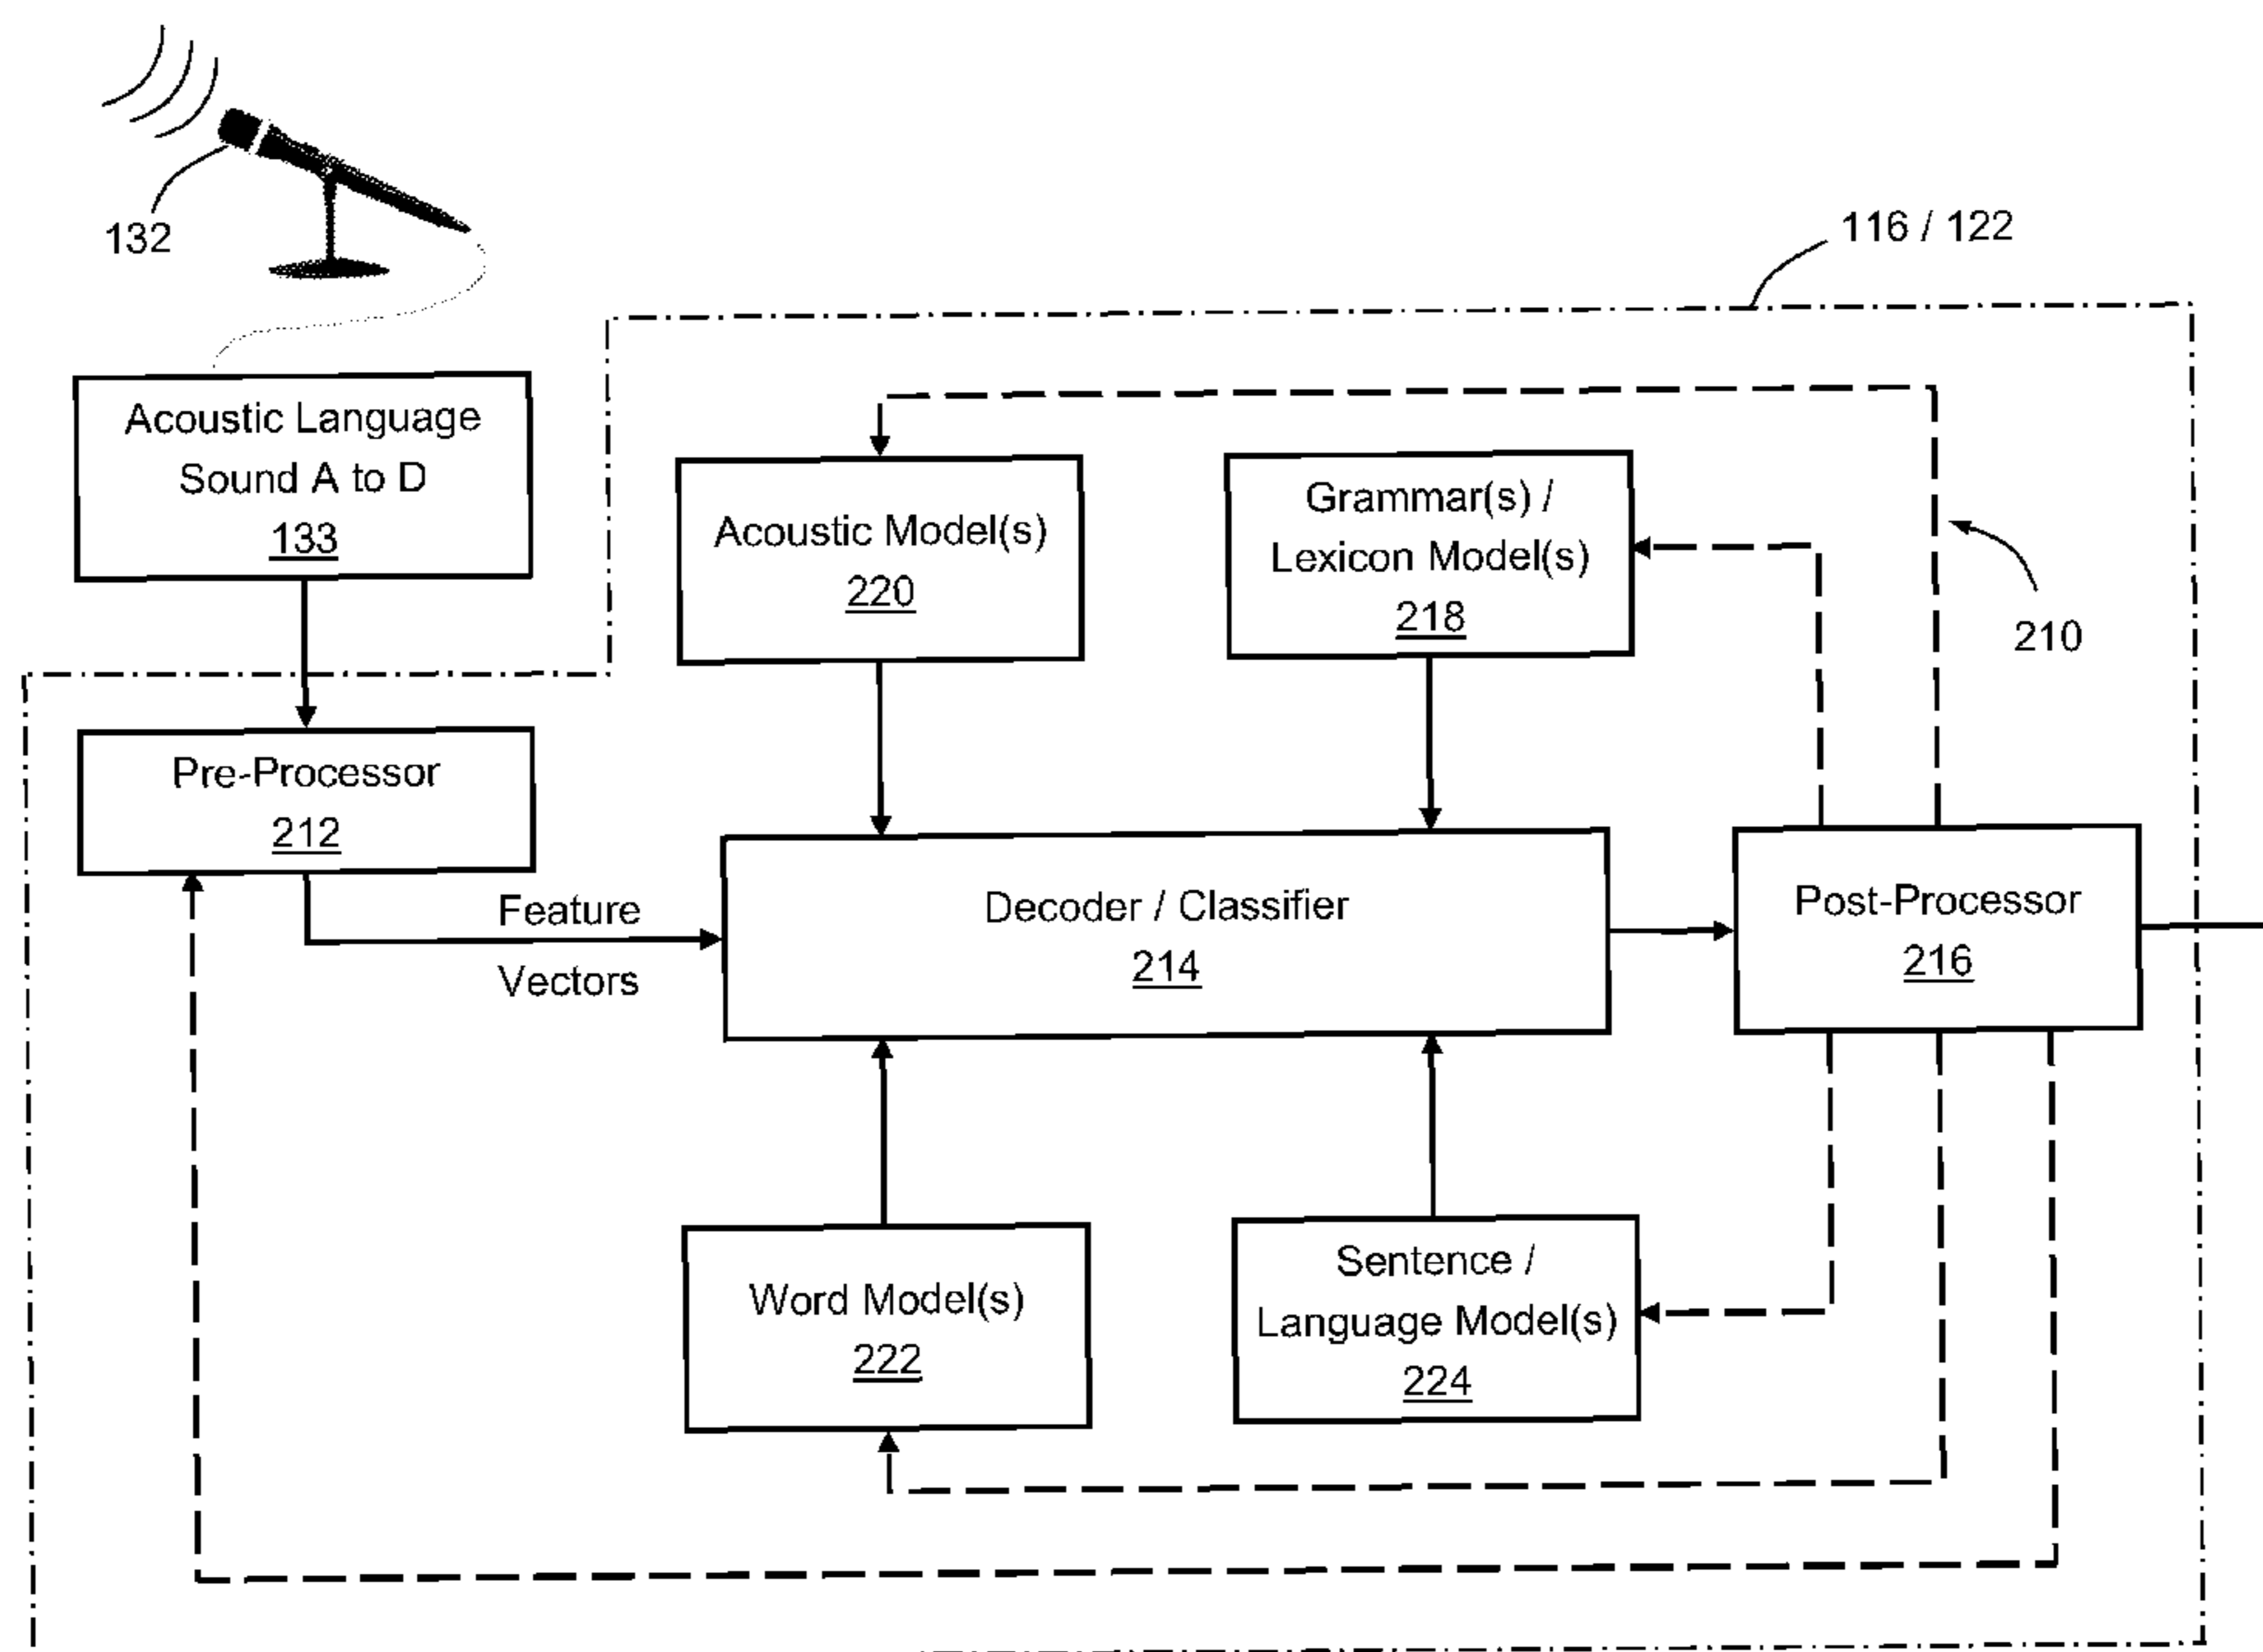 132
116 / 122
Acoustic Language
Sound A to D
133
Acoustic Model(s)
220
Grammar(s) /
Lexicon Model(s)
218
210
Pre-Processor
212
Feature
Vectors
Decoder / Classifier
214
Post-Processor
216
Word Model(s)
222
Sentence /
Language Model(s)
224